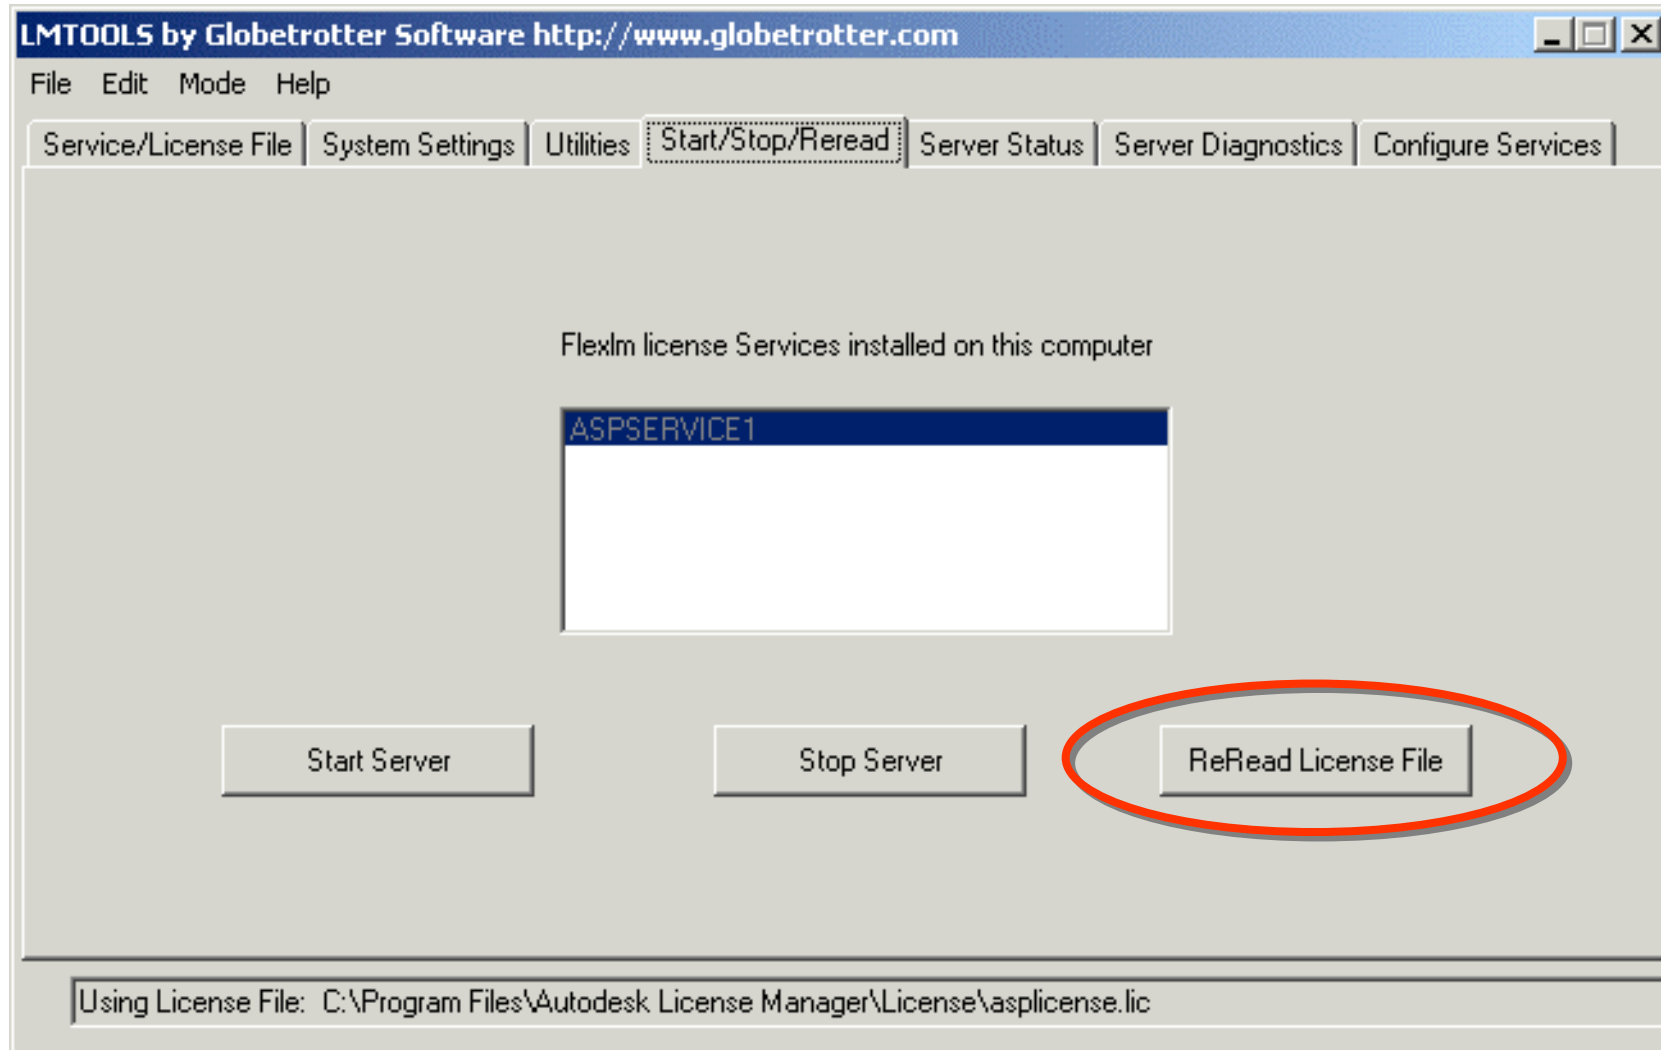 LMTOOLS by Globetrotter Software http://www.globetrotter.com
File Edit Mode Help
Service/License File System Settings Utilities Start/Stop/Reread Server Status Server Diagnostics Configure Services
Flexlm license Services installed on this computer
ASPSERVICE1
Start Server Stop Server ReRead License File
Using License File: C:\Program Files\Autodesk License Manager\License\asplicense.lic